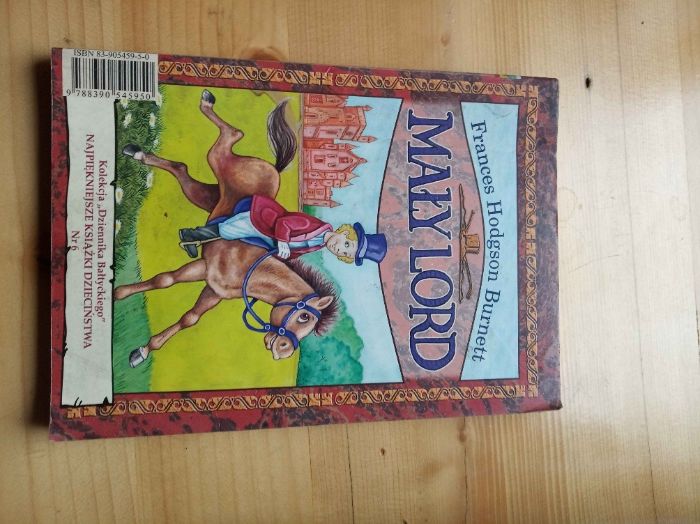 Frances Hodgson Burnett
MAŁY LORD
ISBN 83-905459-5-0
9 788390 545950
Kolekcja „Dziennika Bałtyckiego”
NAJPIĘKNIEJSZE KSIĄŻKI DZIECIŃSTWA
Nr 6